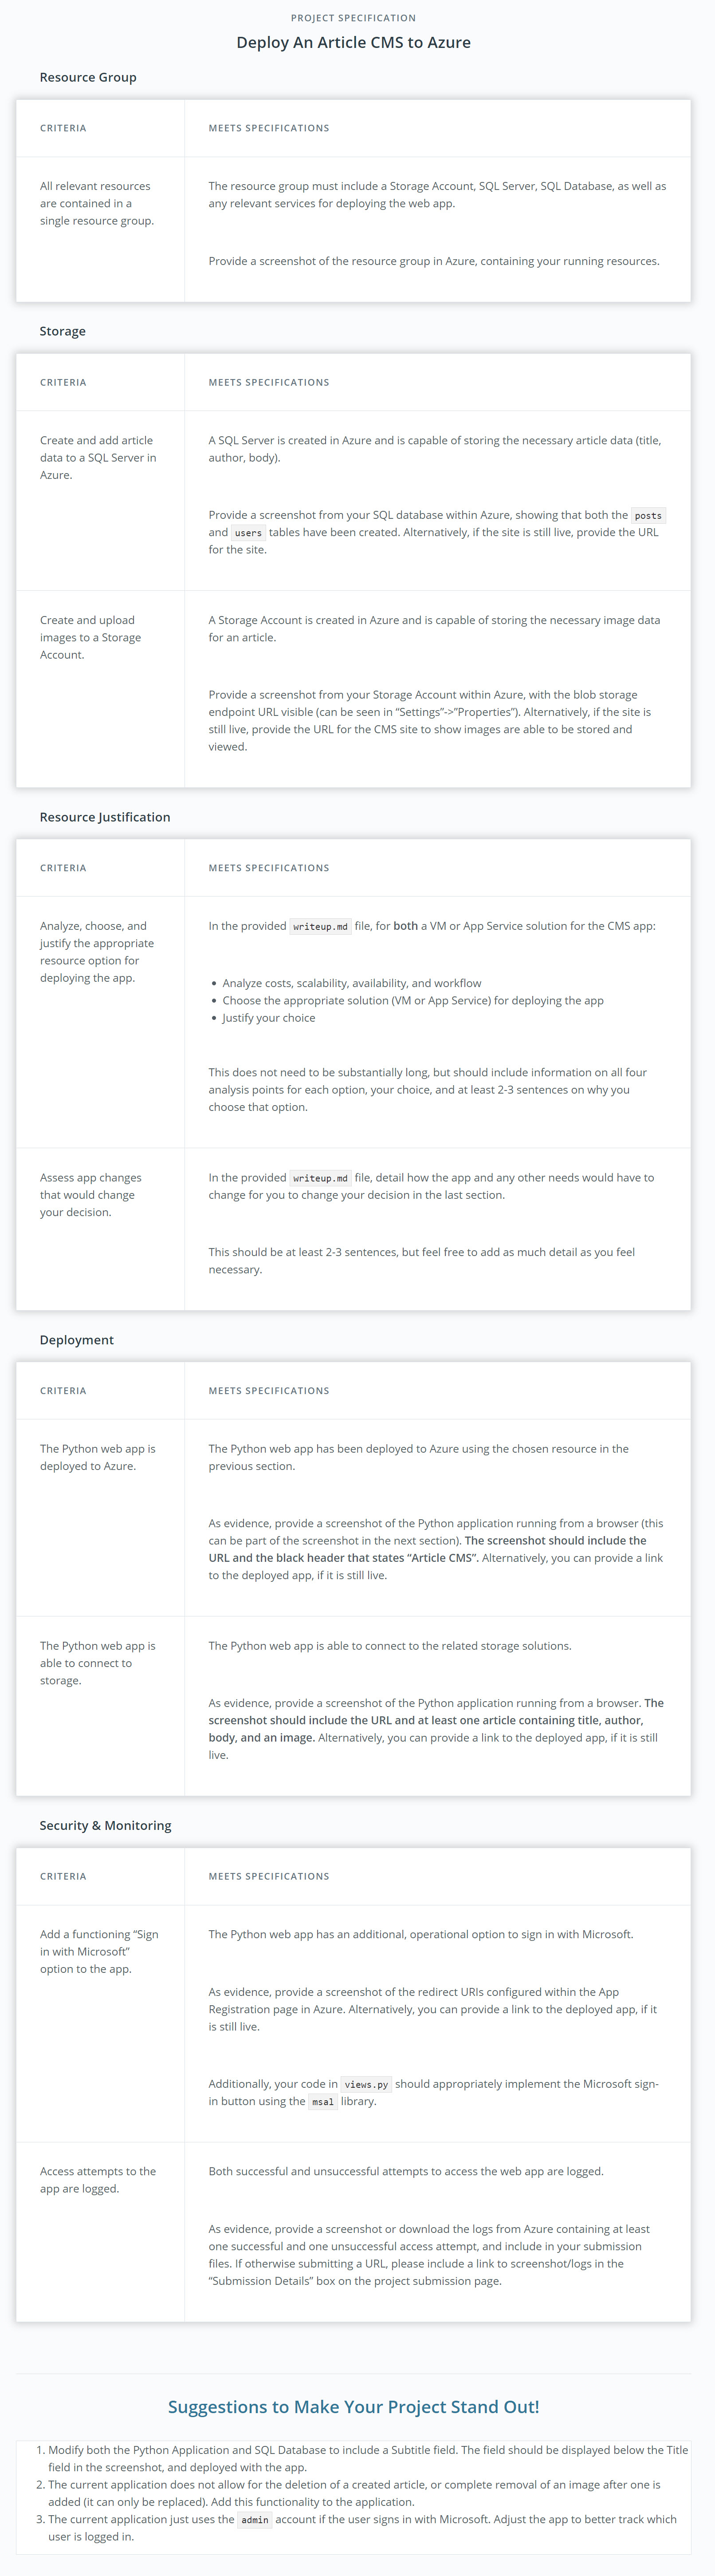 PROJECT SPECIFICATION
Deploy An Article CMS to Azure
Resource Group
CRITERIA
MEETS SPECIFICATIONS
All relevant resources
are contained in a
single resource group.
The resource group must include a Storage Account, SQL Server, SQL Database, as well as
any relevant services for deploying the web app.
Provide a screenshot of the resource group in Azure, containing your running resources.
Storage
CRITERIA
MEETS SPECIFICATIONS
Create and add article
data to a SQL Server in
Azure.
A SQL Server is created in Azure and is capable of storing the necessary article data (title,
author, body).
Provide a screenshot from your SQL database within Azure, showing that both the posts
and users tables have been created. Alternatively, if the site is still live, provide the URL
for the site.
Create and upload
images to a Storage
Account.
A Storage Account is created in Azure and is capable of storing the necessary image data
for an article.
Provide a screenshot from your Storage Account within Azure, with the blob storage
endpoint URL visible (can be seen in “Settings”->”Properties”). Alternatively, if the site is
still live, provide the URL for the CMS site to show images are able to be stored and
viewed.
Resource Justification
CRITERIA
MEETS SPECIFICATIONS
Analyze, choose, and
justify the appropriate
resource option for
deploying the app.
In the provided writeup.md file, for both a VM or App Service solution for the CMS app:
• Analyze costs, scalability, availability, and workflow
• Choose the appropriate solution (VM or App Service) for deploying the app
• Justify your choice
This does not need to be substantially long, but should include information on all four
analysis points for each option, your choice, and at least 2-3 sentences on why you
choose that option.
Assess app changes
that would change
your decision.
In the provided writeup.md file, detail how the app and any other needs would have to
change for you to change your decision in the last section.
This should be at least 2-3 sentences, but feel free to add as much detail as you feel
necessary.
Deployment
CRITERIA
MEETS SPECIFICATIONS
The Python web app is
deployed to Azure.
The Python web app has been deployed to Azure using the chosen resource in the
previous section.
As evidence, provide a screenshot of the Python application running from a browser (this
can be part of the screenshot in the next section). The screenshot should include the
URL and the black header that states “Article CMS”. Alternatively, you can provide a link
to the deployed app, if it is still live.
The Python web app is
able to connect to
storage.
The Python web app is able to connect to the related storage solutions.
As evidence, provide a screenshot of the Python application running from a browser. The
screenshot should include the URL and at least one article containing title, author,
body, and an image. Alternatively, you can provide a link to the deployed app, if it is still
live.
Security & Monitoring
CRITERIA
MEETS SPECIFICATIONS
Add a functioning “Sign
in with Microsoft”
option to the app.
The Python web app has an additional, operational option to sign in with Microsoft.
As evidence, provide a screenshot of the redirect URIs configured within the App
Registration page in Azure. Alternatively, you can provide a link to the deployed app, if it
is still live.
Additionally, your code in views.py should appropriately implement the Microsoft sign-
in button using the msal library.
Access attempts to the
app are logged.
Both successful and unsuccessful attempts to access the web app are logged.
As evidence, provide a screenshot or download the logs from Azure containing at least
one successful and one unsuccessful access attempt, and include in your submission
files. If otherwise submitting a URL, please include a link to screenshot/logs in the
“Submission Details” box on the project submission page.
Suggestions to Make Your Project Stand Out!
1. Modify both the Python Application and SQL Database to include a Subtitle field. The field should be displayed below the Title
field in the screenshot, and deployed with the app.
2. The current application does not allow for the deletion of a created article, or complete removal of an image after one is
added (it can only be replaced). Add this functionality to the application.
3. The current application just uses the admin account if the user signs in with Microsoft. Adjust the app to better track which
user is logged in.